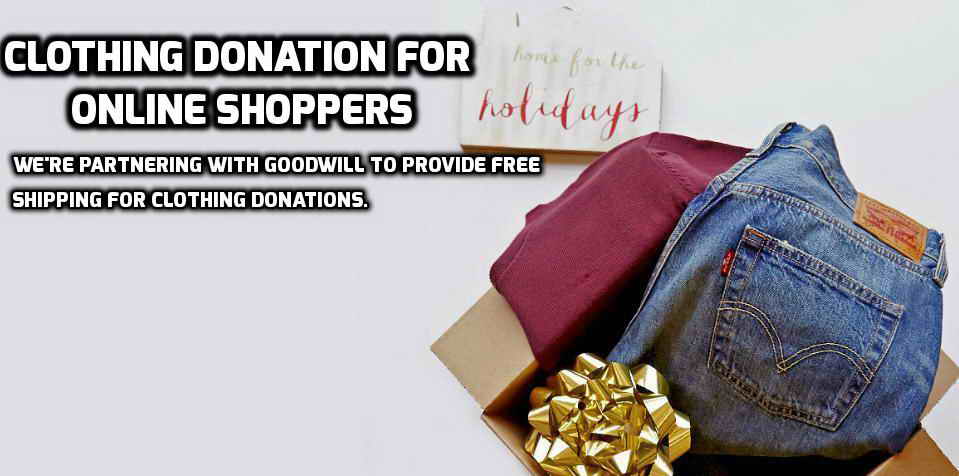 CLOTHING DONATION FOR
ONLINE SHOPPERS
home for the
holidays
WE'RE PARTNERING WITH GOODWILL TO PROVIDE FREE
SHIPPING FOR CLOTHING DONATIONS.